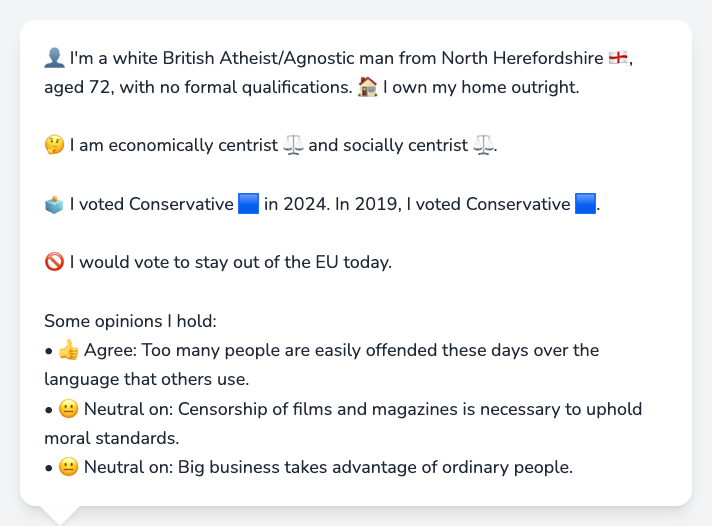 👤 I'm a white British Atheist/Agnostic man from North Herefordshire 🏴󠁧󠁢󠁥󠁮󠁧󠁿,
aged 72, with no formal qualifications. 🏠 I own my home outright.
🤔 I am economically centrist ⚖️ and socially centrist ⚖️.
🗳️ I voted Conservative 🟦 in 2024. In 2019, I voted Conservative 🟦.
🚫 I would vote to stay out of the EU today.
Some opinions I hold:
• 👍 Agree: Too many people are easily offended these days over the
language that others use.
• 😐 Neutral on: Censorship of films and magazines is necessary to uphold
moral standards.
• 😐 Neutral on: Big business takes advantage of ordinary people.